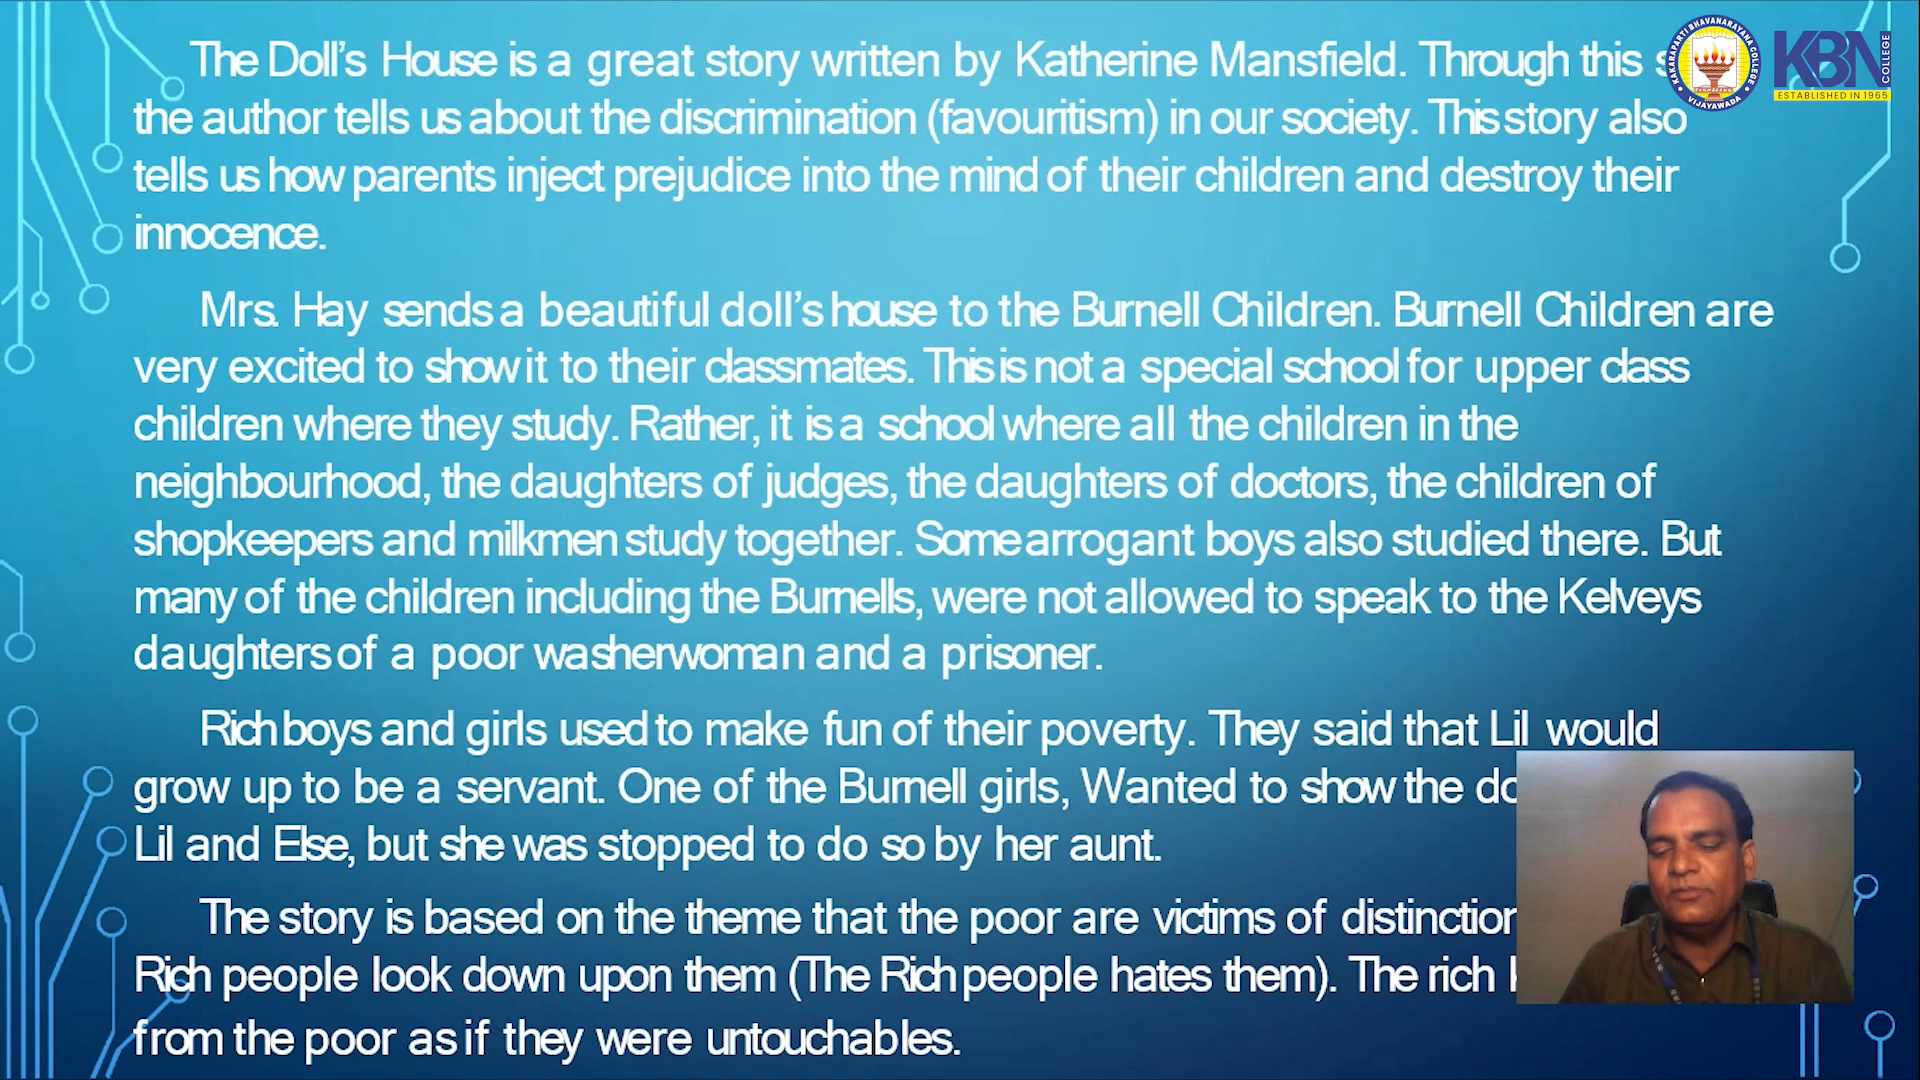 The Doll's House is a great story written by Katherine Mansfield. Through this
the author tells us about the discrimination (favouritism) in our society. This story also
tells us how parents inject prejudice into the mind of their children and destroy their
innocence.
Mrs. Hay sends a beautiful doll's house to the Burnell Children. Burnell Children are
very excited to show it to their classmates. This is not a special school for upper class
children where they study. Rather, it is a school where all the children in the
neighbourhood, the daughters of judges, the daughters of doctors, the children of
shopkeepers and milkmen study together. Some arrogant boys also studied there. But
many of the children including the Burnells, were not allowed to speak to the Kelveys
daughters of a poor washerwoman and a prisoner.
Rich boys and girls used to make fun of their poverty. They said that Lil would
grow up to be a servant. One of the Burnell girls, Wanted to show the
Lil and Else, but she was stopped to do so by her aunt.
The story is based on the theme that the poor are victims of
Rich people look down upon them (The Rich people hates them). The rich
from the poor as if they were untouchables.
KAKARAPARTI BHAVANARAYANA COLLEGE
VIJAYAWADA
KBN
COLLEGE
ESTABLISHED IN 1965